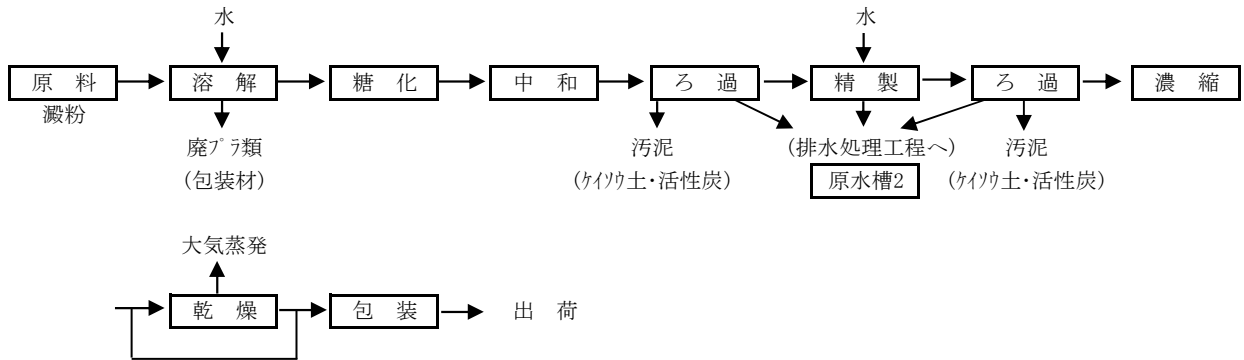 水 水
原 料 溶 解 糖 化 中 和 ろ 過 精 製 ろ 過 濃 縮
澱粉
廃プラ類 汚泥 (排水処理工程へ) 汚泥
(包装材) (ケイソウ土・活性炭) 原水槽2 (ケイソウ土・活性炭)
大気蒸発
乾 燥 包 装 出 荷